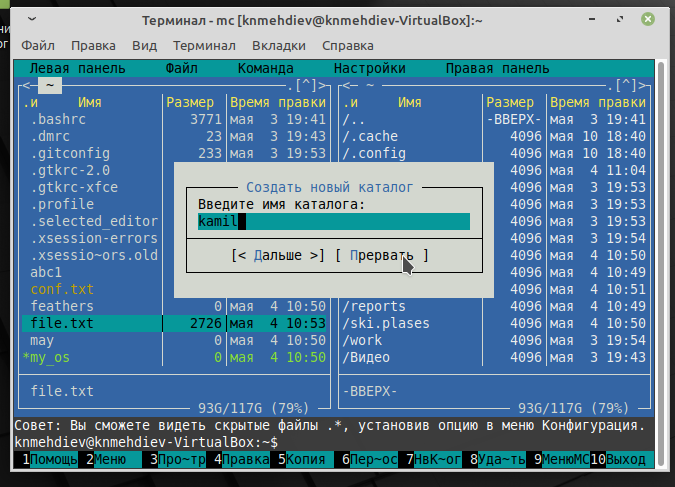 Терминал - mc [knmehdiev@knmehdiev-VirtualBox]:~
Файл Правка Вид Терминал Вкладки Справка
Левая панель Файл Команда Настройки Правая панель
<─ ~ .[^]> <─ ~ .[^]>
.и Имя Размер Время правки .и Имя Размер Время правки
.bashrc 3771 мая 3 19:41 /.. -ВВЕРХ- мая 3 19:41
.dmrc 23 мая 3 19:43 /.cache 4096 мая 10 18:40
.gitconfig 233 мая 3 19:53 /.config 4096 мая 10 18:40
.gtkrc-2.0 4096 мая 4 11:04
.gtkrc-xfce 4096 мая 3 19:53
.profile 4096 мая 3 19:53
.selected_editor 4096 мая 3 19:53
.xsession-errors 4096 мая 3 19:54
.xsessio~ors.old 4096 мая 3 19:53
abc1 4096 мая 4 10:49
conf.txt 4096 мая 4 10:51
Создать новый каталог
Введите имя каталога:
kamil
[< Дальше >] [ Прервать ]
feathers 0 мая 4 10:50 /reports 4096 мая 4 10:49
file.txt 2726 мая 4 10:53 /ski.plases 4096 мая 4 10:50
may 0 мая 4 10:50 /work 4096 мая 3 19:54
*my_os 0 мая 4 10:50 /Видео 4096 мая 3 19:43
file.txt -ВВЕРХ-
93G/117G (79%) 93G/117G (79%)
Совет: Вы сможете видеть скрытые файлы .*, установив опцию в меню Конфигурация.
knmehdiev@knmehdiev-VirtualBox:~$
1Помощь 2Меню 3Про~тр 4Правка 5Копия 6Пер~ос 7НвК~ог 8Уда~ть 9МенюМС 10Выход